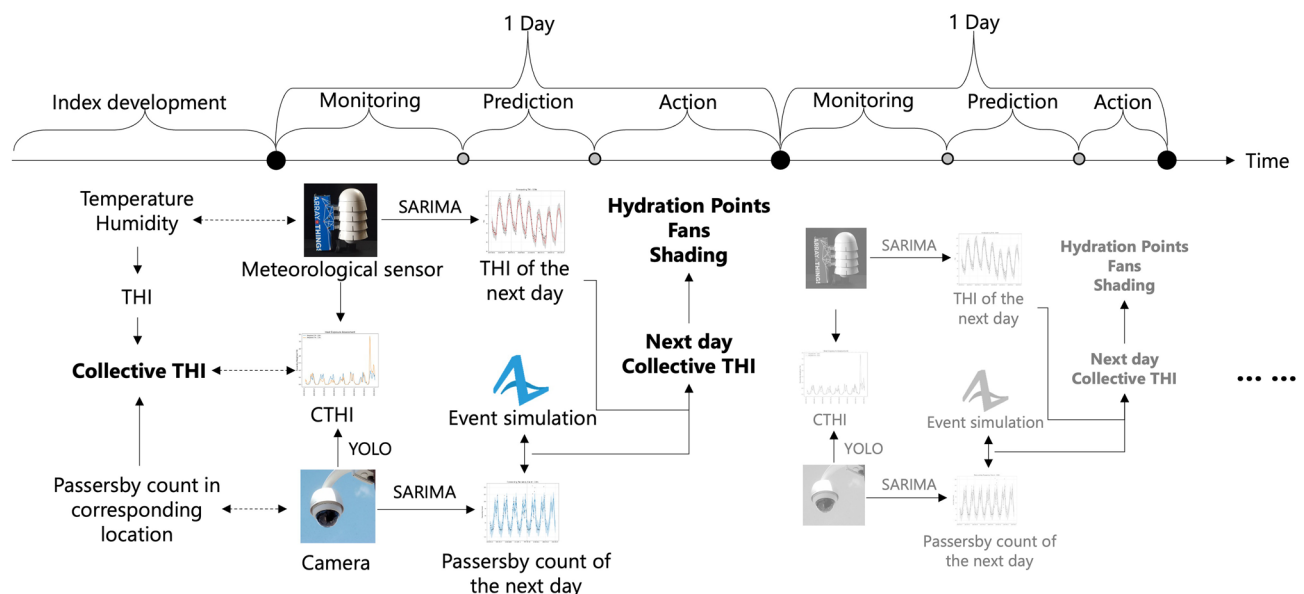 1 Day
1 Day
Index development
Monitoring
Prediction
Action
Monitoring
Prediction
Action
Time
Temperature
Humidity
THI
Collective THI
Passersby count in
corresponding
location
ARRAY
THING
Meteorological sensor
CTHI
YOLO
Camera
SARIMA
THI of the
next day
Event simulation
SARIMA
Passersby count of
the next day
Hydration Points
Fans
Shading
Next day
Collective THI
ARRAY
THING
SARIMA
THI of the
next day
CTHI
YOLO
SARIMA
Event simulation
Passersby count of
the next day
Hydration Points
Fans
Shading
Next day
Collective THI
... ...